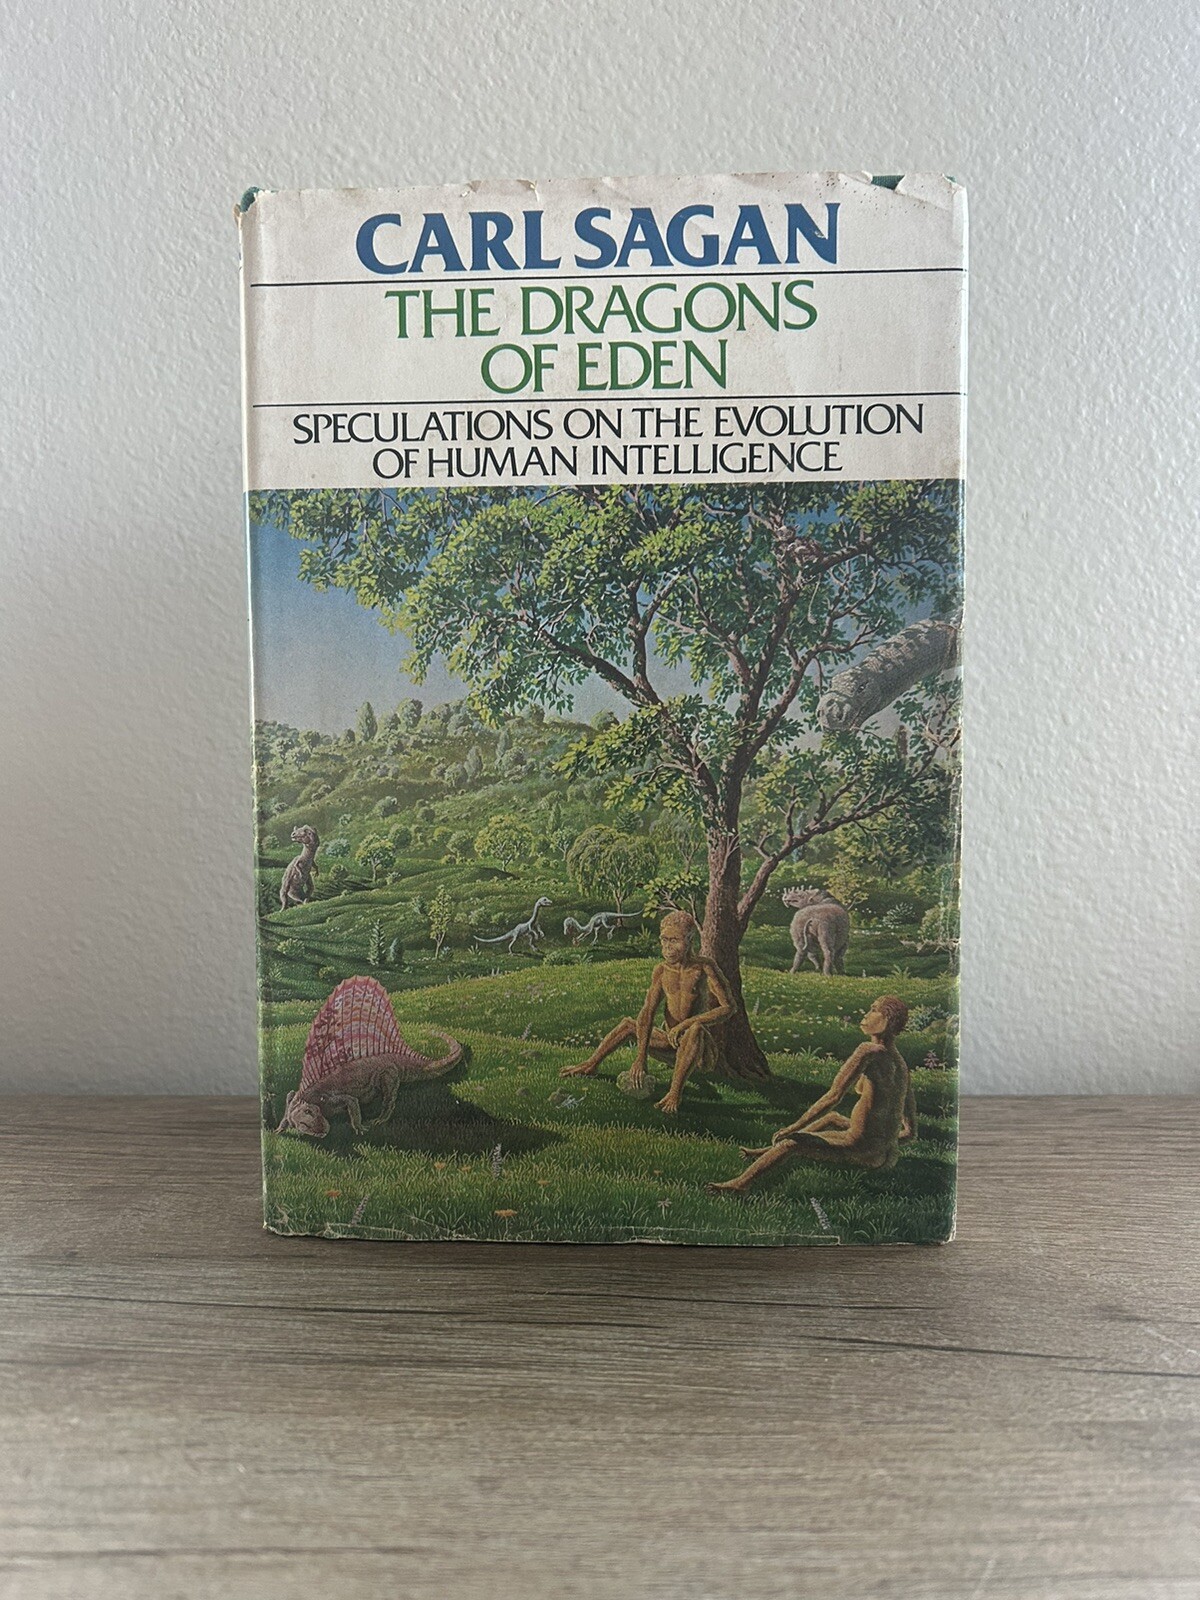 CARL SAGAN
THE DRAGONS
OF EDEN
SPECULATIONS ON THE EVOLUTION
OF HUMAN INTELLIGENCE